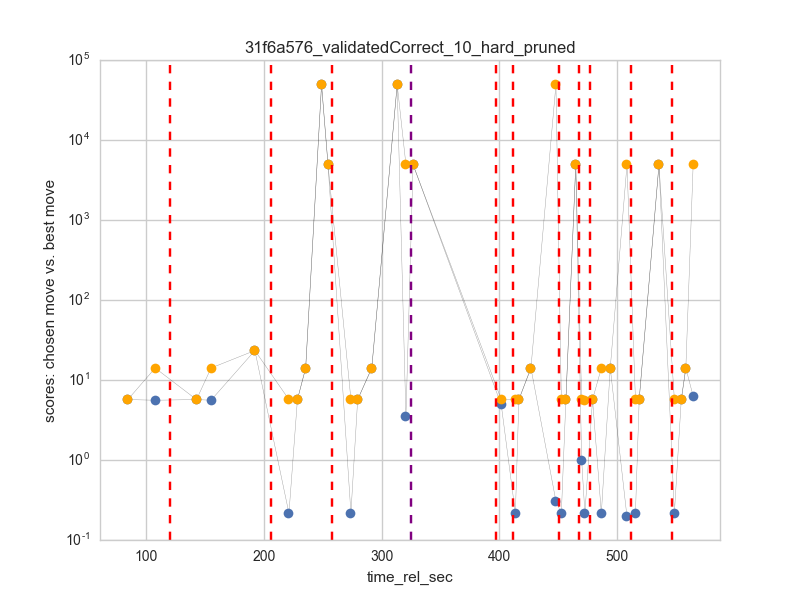 31f6a576_validatedCorrect_10_hard_pruned
10^5
10^4
10^3
10^2
10^1
10^0
10^-1
scores: chosen move vs. best move
100 200 300 400 500
time_rel_sec